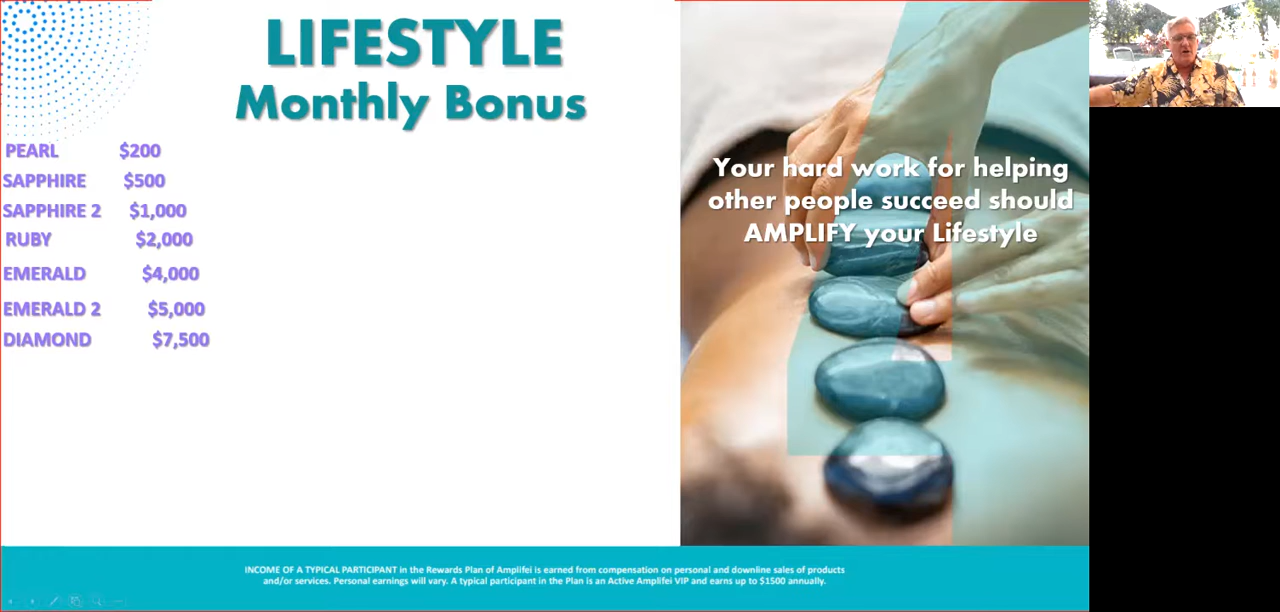 LIFESTYLE
Monthly Bonus
PEARL $200
SAPPHIRE $500
SAPPHIRE 2 $1,000
RUBY $2,000
EMERALD $4,000
EMERALD 2 $5,000
DIAMOND $7,500
Your hard work for helping
other people succeed should
AMPLIFY your Lifestyle
INCOME OF A TYPICAL PARTICIPANT in the Rewards Plan of Amplifei is earned from compensation on personal and downline sales of products
and/or services. Personal earnings will vary. A typical participant in the Plan is an Active Amplifei VIP and earns up to $1500 annually.